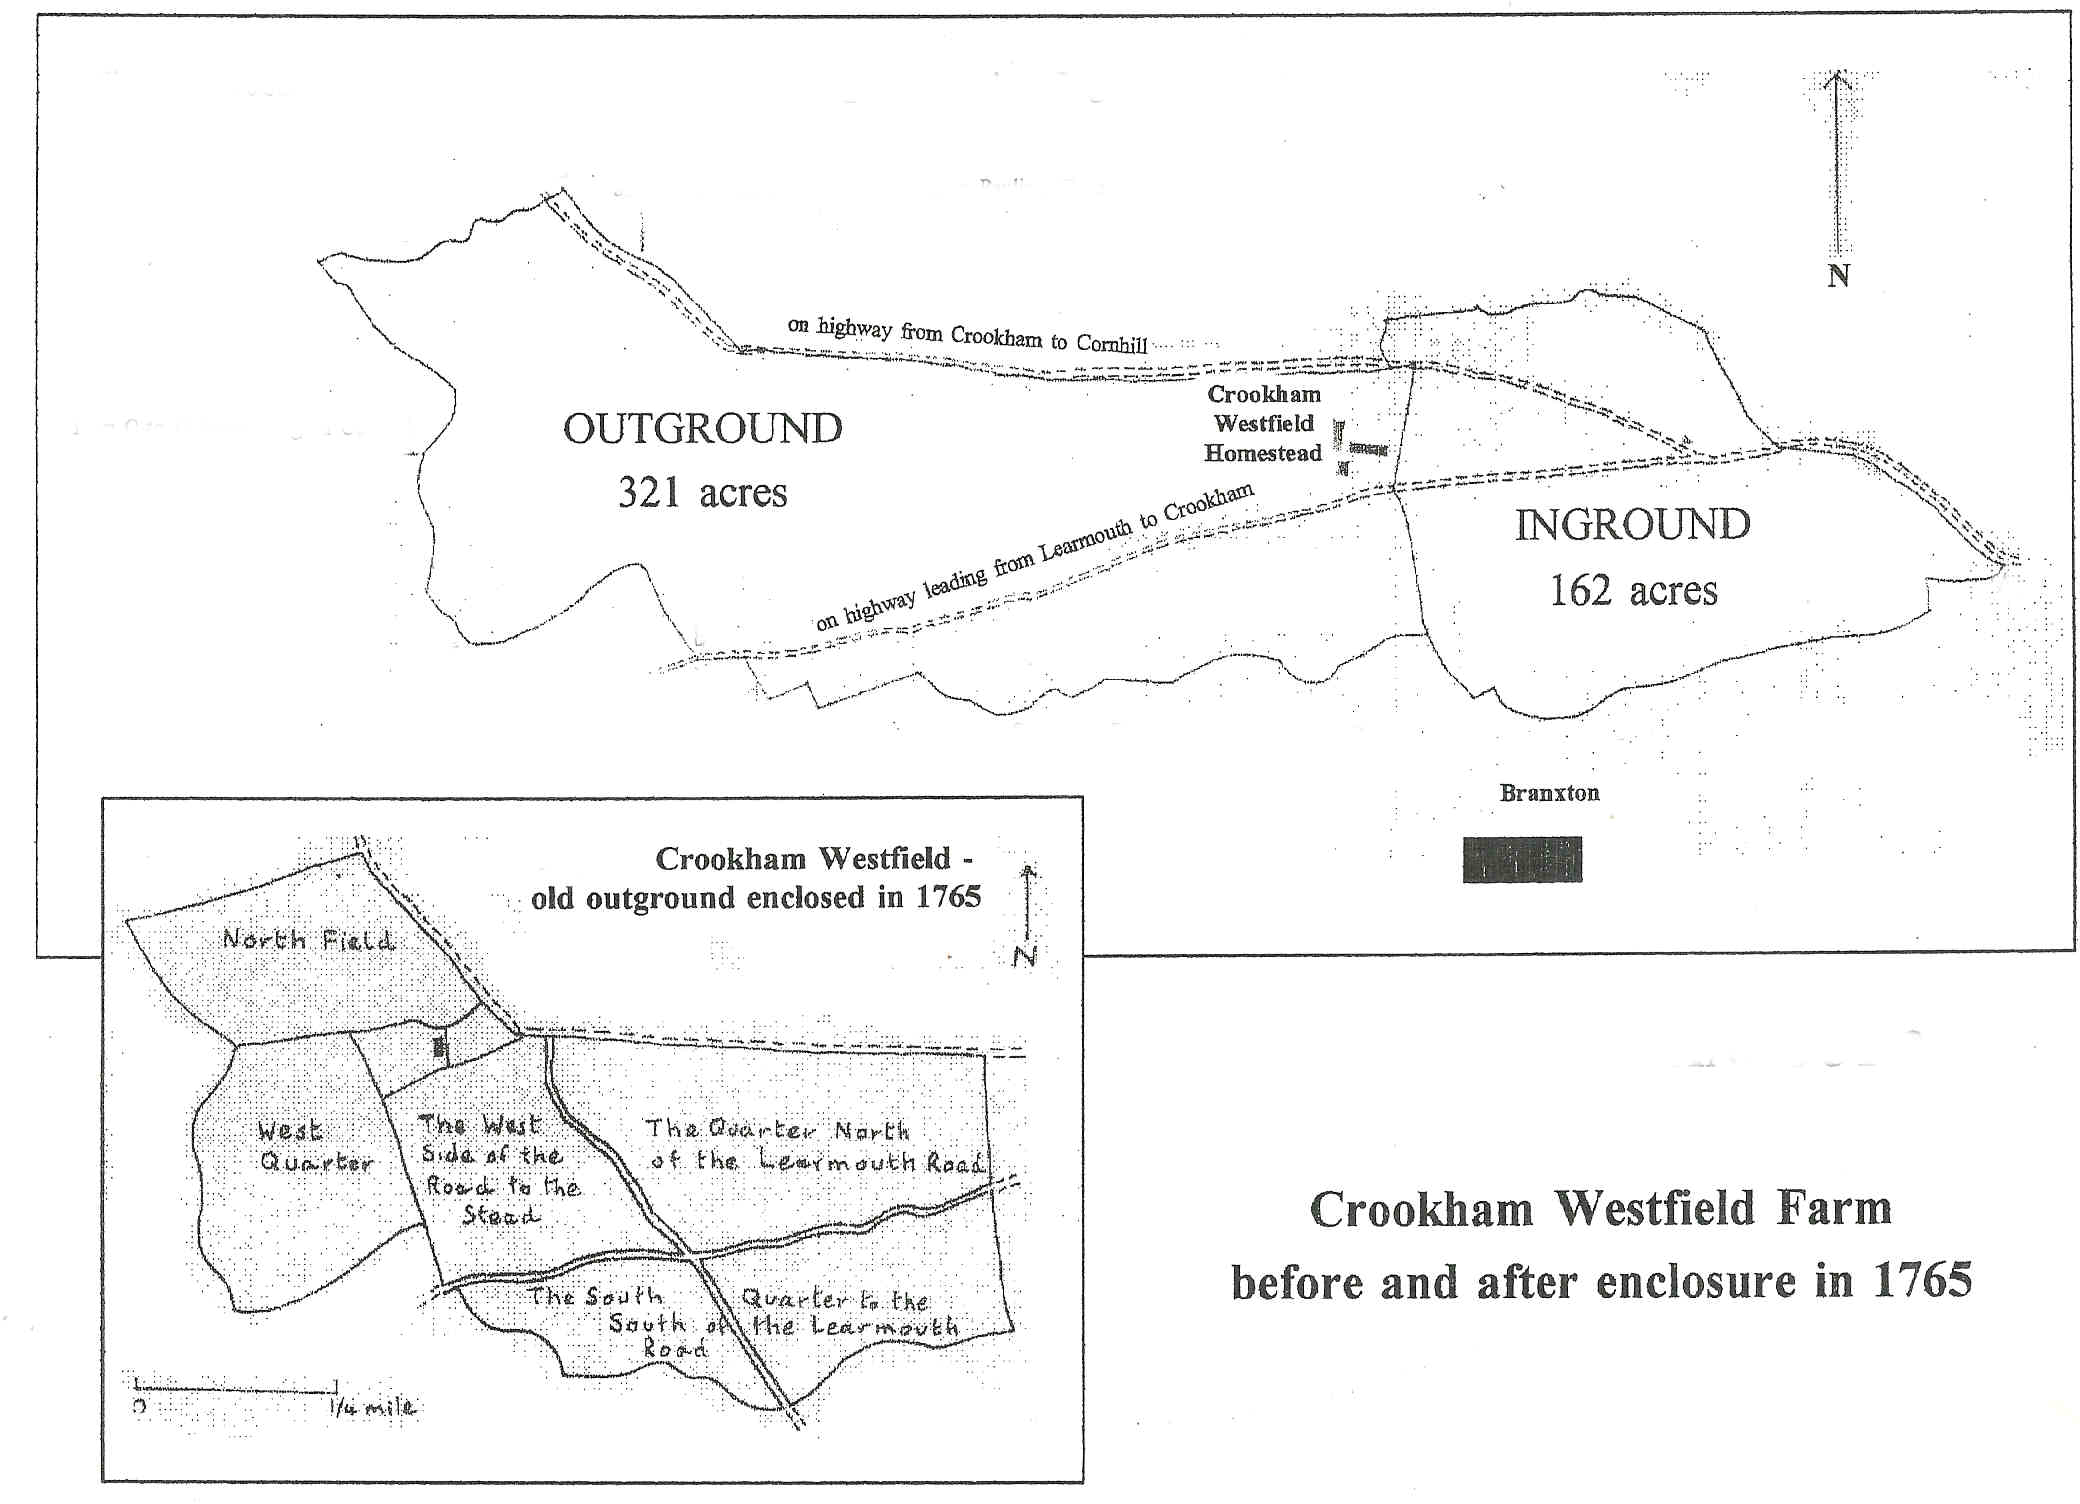 N
on highway from Crookham to Cornhill
Crookham
Westfield
Homestead
OUTGROUND
321 acres
on highway leading from Learmouth to Crookham
INGROUND
162 acres
Branxton
Crookham Westfield -
old outground enclosed in 1765
N
North Field
West
Quarter
The West
Side of the
Road to the
Stead
The Quarter North
of the Learmouth Road
The South Quarter to the
South of the Learmouth
Road
0 1/4 mile
Crookham Westfield Farm
before and after enclosure in 1765